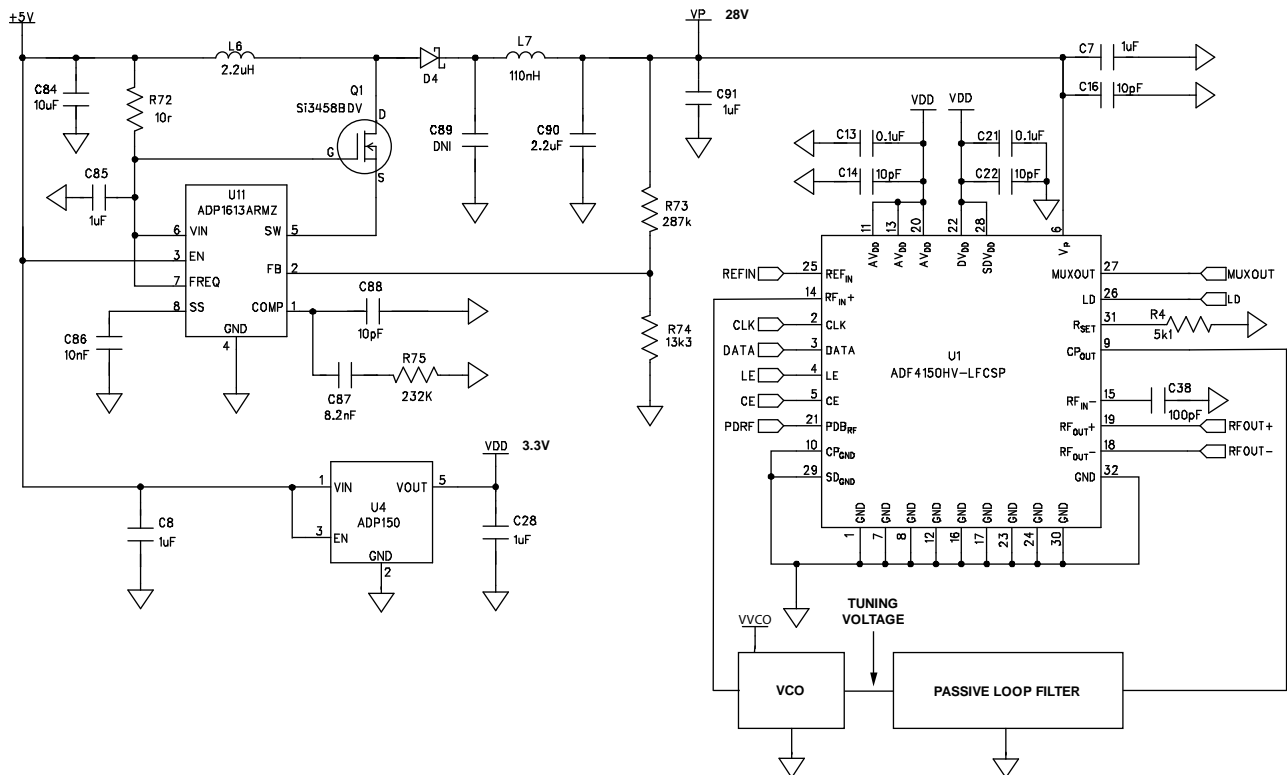 +5V
VP 28V
L6
2.2uH
D4
L7
110nH
C7 1uF
C16 10pF
C84
10uF
R72
10r
Q1
Si3458BDV
D
G
S
C89
DNI
C90
2.2uF
C91
1uF
VDD VDD
C13 0.1uF
C21 0.1uF
C14 10pF
C22 10pF
C85
1uF
U11
ADP1613ARMZ
6 VIN
3 EN
7 FREQ
8 SS
SW 5
FB 2
COMP 1
GND
4
R73
287k
R74
13k3
C88
10pF
C86
10nF
C87
8.2nF
R75
232K
11 13 20 22 28 6
AVDD AVDD AVDD DVDD SDVDD VP
REFIN 25 REFIN
14 RFIN+
CLK 2 CLK
DATA 3 DATA
LE 4 LE
CE 5 CE
PDRF 21 PDBRF
10 CPGND
29 SDGND
U1
ADF4150HV-LFCSP
MUXOUT 27 MUXOUT
LD 26 LD
RSET 31 R4
5k1
CPOUT 9
RFIN- 15 C38
100pF
RFOUT+ 19 RFOUT+
RFOUT- 18 RFOUT-
GND 32
GND GND GND GND GND GND GND GND GND
1 7 8 12 16 17 23 24 30
VDD 3.3V
1 VIN
VOUT 5
U4
ADP150
3 EN
GND
2
C8
1uF
C28
1uF
TUNING
VOLTAGE
VVCO
VCO
PASSIVE LOOP FILTER